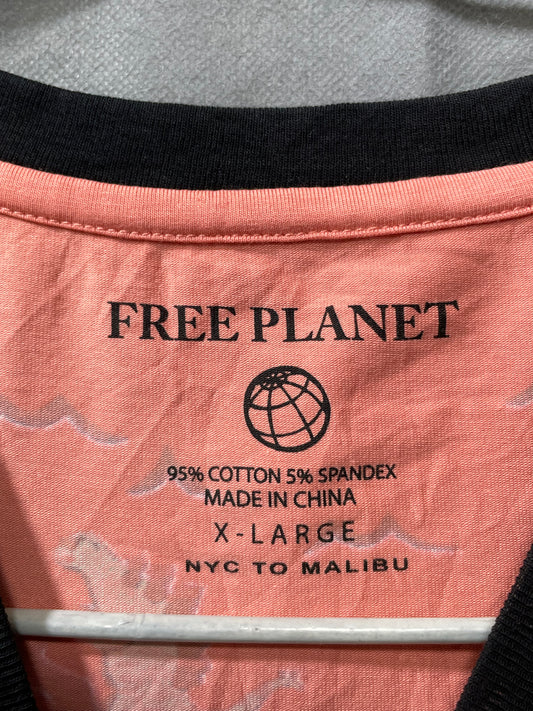 FREE PLANET
95% COTTON 5% SPANDEX
MADE IN CHINA
X-LARGE
NYC TO MALIBU